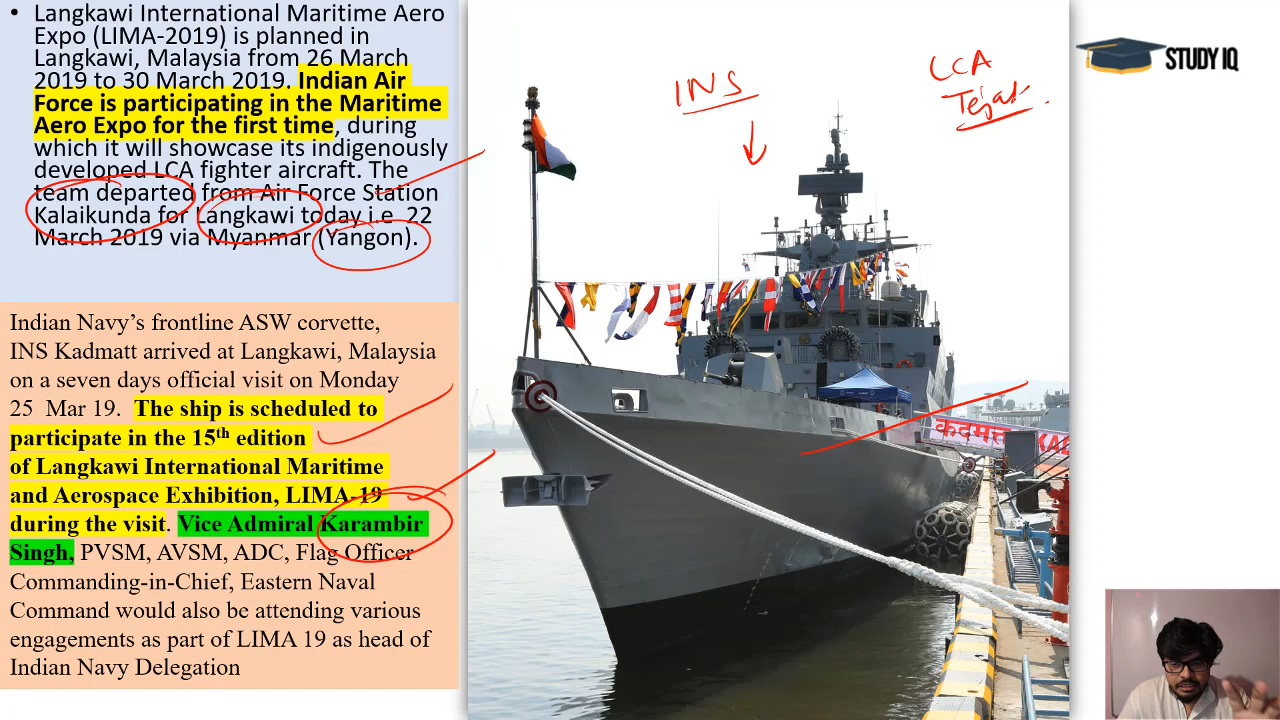 • Langkawi International Maritime Aero
Expo (LIMA-2019) is planned in
Langkawi, Malaysia from 26 March
2019 to 30 March 2019. Indian Air
Force is participating in the Maritime
Aero Expo for the first time, during
which it will showcase its indigenously
developed LCA fighter aircraft. The
team departed from Air Force Station
Kalaikunda for Langkawi today i.e 22
March 2019 via Myanmar (Yangon).
Indian Navy’s frontline ASW corvette,
INS Kadmatt arrived at Langkawi, Malaysia
on a seven days official visit on Monday
25 Mar 19. The ship is scheduled to
participate in the 15th edition
of Langkawi International Maritime
and Aerospace Exhibition, LIMA-19
during the visit. Vice Admiral Karambir
Singh, PVSM, AVSM, ADC, Flag Officer
Commanding-in-Chief, Eastern Naval
Command would also be attending various
engagements as part of LIMA 19 as head of
Indian Navy Delegation
INS
LCA
Tejas
STUDY IQ
कदमत्त